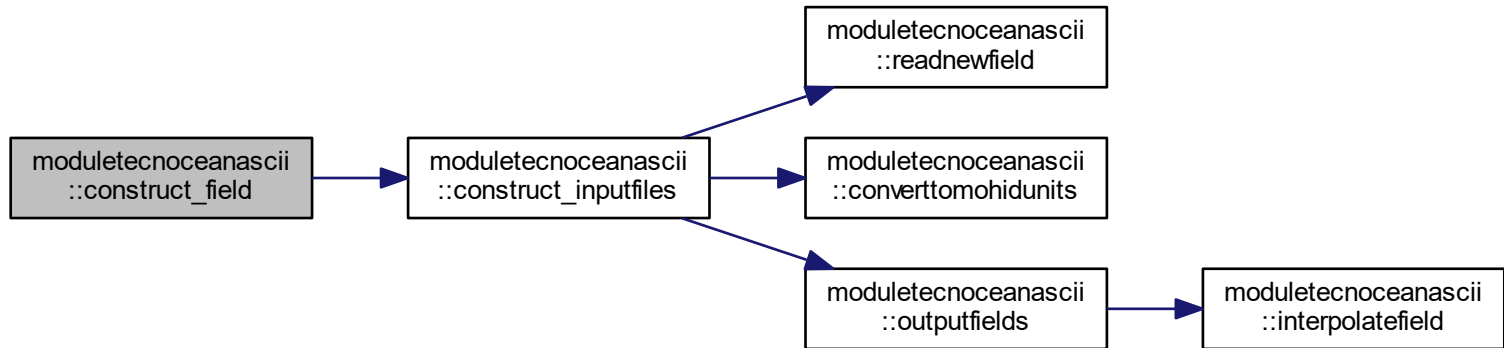 moduletecnoceanascii
::construct_field
moduletecnoceanascii
::construct_inputfiles
moduletecnoceanascii
::readnewfield
moduletecnoceanascii
::converttomohidunits
moduletecnoceanascii
::outputfields
moduletecnoceanascii
::interpolatefield